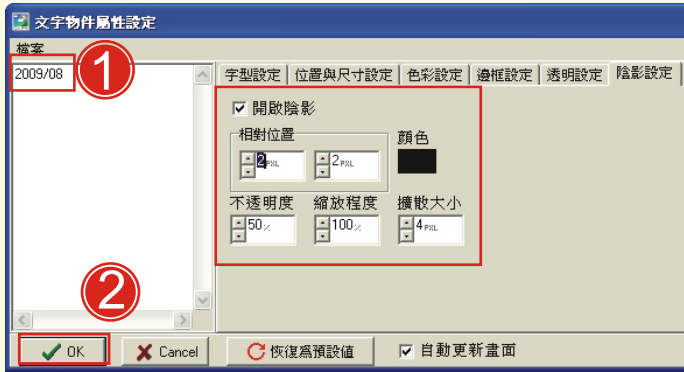 文字物件屬性設定
檔案
2009/08
1
字型設定 位置與尺寸設定 色彩設定 邊框設定 透明設定 陰影設定
開啟陰影
相對位置
顏色
2 PXL 2 PXL
不透明度 縮放程度 擴散大小
50% 100% 4 PXL
2
OK Cancel 恢復為預設值 自動更新畫面